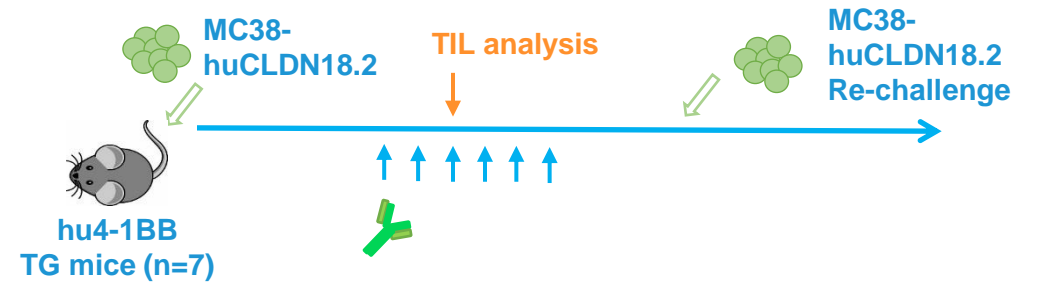 MC38-
huCLDN18.2
TIL analysis
MC38-
huCLDN18.2
Re-challenge
hu4-1BB
TG mice (n=7)